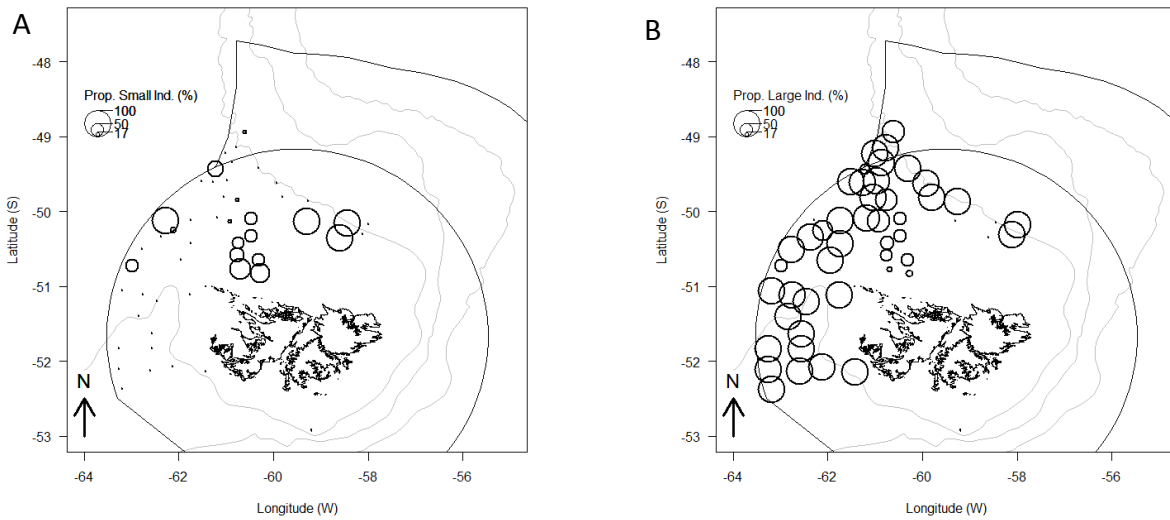 A
-48
-49
-50
-51
-52
-53
Latitude (S)
Prop. Small Ind. (%)
100
50
17
N
-64
-62
-60
-58
-56
Longitude (W)
B
-48
-49
-50
-51
-52
-53
Latitude (S)
Prop. Large Ind. (%)
100
50
17
N
-64
-62
-60
-58
-56
Longitude (W)